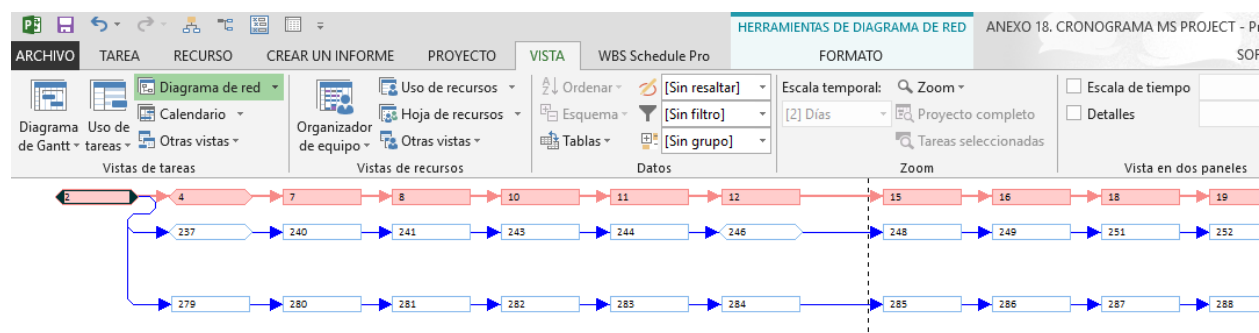 HERRAMIENTAS DE DIAGRAMA DE RED ANEXO 18. CRONOGRAMA MS PROJECT - P
ARCHIVO TAREA RECURSO CREAR UN INFORME PROYECTO VISTA WBS Schedule Pro FORMATO SOF
Diagrama de Gantt
Uso de tareas
Diagrama de red
Calendario
Otras vistas
Vistas de tareas
Organizador de equipo
Uso de recursos
Hoja de recursos
Otras vistas
Vistas de recursos
Ordenar
Esquema
Tablas
[Sin resaltar]
[Sin filtro]
[Sin grupo]
Datos
Escala temporal:
[2] Días
Zoom
Proyecto completo
Tareas seleccionadas
Zoom
Escala de tiempo
Detalles
Vista en dos paneles
2 4 7 8 10 11 12 15 16 18 19
237 240 241 243 244 246 248 249 251 252
279 280 281 282 283 284 285 286 287 288